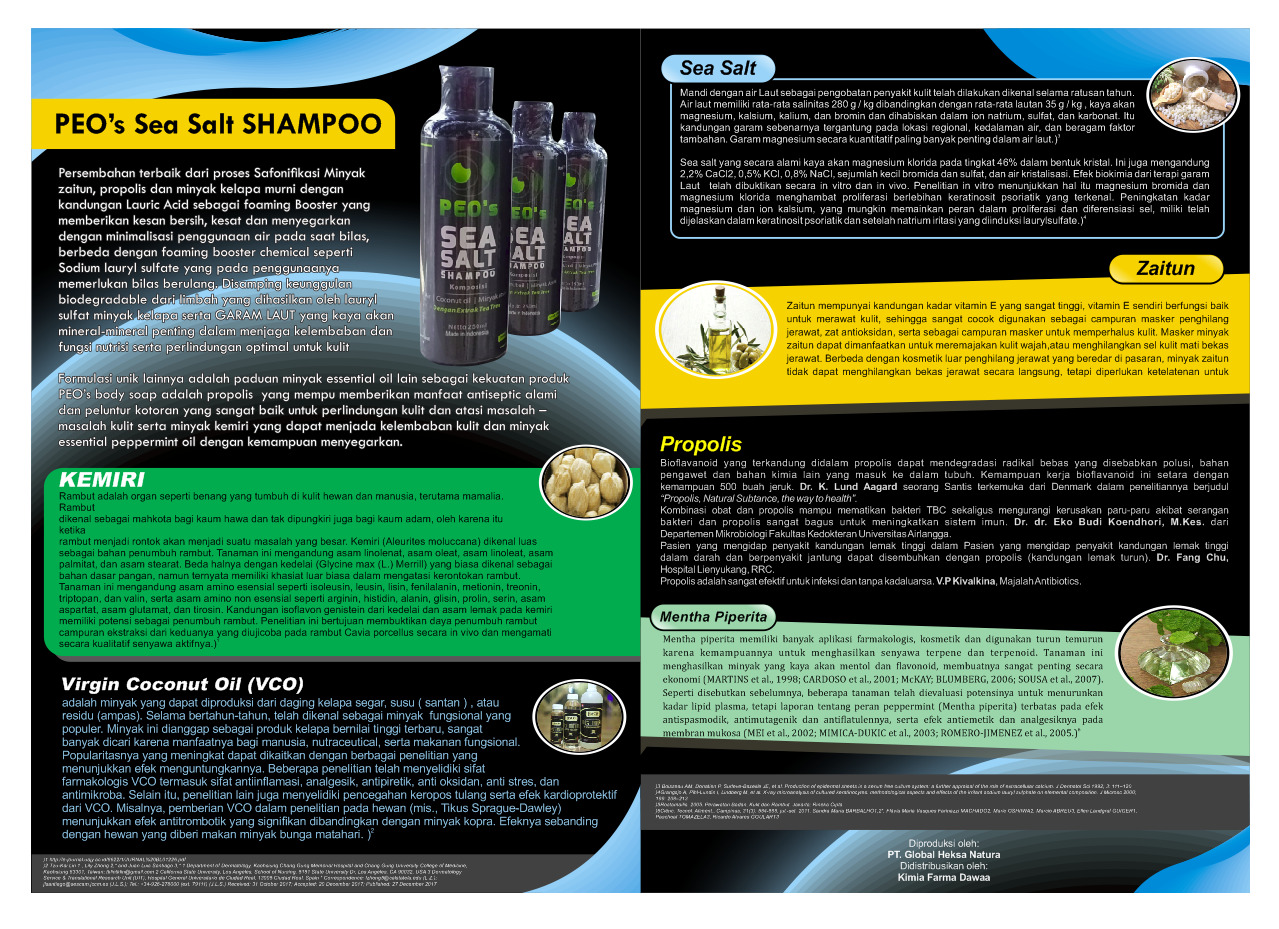 PEO's Sea Salt SHAMPOO
Persembahan terbaik dari proses Safonifikasi Minyak
zaitun, propolis dan minyak kelapa murni dengan
kandungan Lauric Acid sebagai foaming Booster yang
memberikan kesan bersih, kesat dan menyegarkan
dengan minimalisasi penggunaan air pada saat bilas,
berbeda dengan foaming booster chemical seperti
Sodium lauryl sulfate yang pada penggunaanya
memerlukan bilas berulang. Disamping keunggulan
biodegradable dari limbah yang dihasilkan oleh lauryl
sulfat minyak kelapa serta GARAM LAUT yang kaya akan
mineral-mineral penting dalam menjaga kelembaban dan
fungsi nutrisi serta perlindungan optimal untuk kulit
Formulasi unik lainnya adalah paduan minyak essential oil lain sebagai kekuatan produk
PEO's body soap adalah propolis yang mempu memberikan manfaat antiseptic alami
dan peluntur kotoran yang sangat baik untuk perlindungan kulit dan atasi masalah –
masalah kulit serta minyak kemiri yang dapat menjada kelembaban kulit dan minyak
essential peppermint oil dengan kemampuan menyegarkan.
PEO's
SEA
SALT
SHAMPOO
Komposisi
Netto 250ml
Made in Indonesia
PEO's
SEA
SALT
SEA
SALT
KEMIRI
Rambut adalah organ seperti benang yang tumbuh di kulit hewan dan manusia, terutama mamalia.
Rambut
dikenal sebagai mahkota bagi kaum hawa dan tak dipungkiri juga bagi kaum adam, oleh karena itu
ketika
rambut menjadi rontok akan menjadi suatu masalah yang besar. Kemiri (Aleurites moluccana) dikenal luas
sebagai bahan penumbuh rambut. Tanaman ini mengandung asam linolenat, asam oleat, asam linoleat, asam
palmitat, dan asam stearat. Beda halnya dengan kedelai (Glycine max (L.) Merrill) yang biasa dikenal sebagai
bahan dasar pangan, namun ternyata memiliki khasiat luar biasa dalam mengatasi kerontokan rambut.
Tanaman ini mengandung asam amino esensial seperti isoleusin, leusin, lisin, fenilalanin, metionin, treonin,
triptopan, dan valin, serta asam amino non esensial seperti arginin, histidin, alanin, glisin, prolin, serin, asam
aspartat, asam glutamat, dan tirosin. Kandungan isoflavon genistein dari kedelai dan asam lemak pada kemiri
memiliki potensi sebagai penumbuh rambut. Penelitian ini bertujuan membuktikan daya penumbuh rambut
campuran ekstraksi dari keduanya yang diujicoba pada rambut Cavia porcellus secara in vivo dan mengamati
secara kualitatif senyawa aktifnya.)1
Virgin Coconut Oil (VCO)
adalah minyak yang dapat diproduksi dari daging kelapa segar, susu ( santan ) , atau
residu (ampas). Selama bertahun-tahun, telah dikenal sebagai minyak fungsional yang
populer. Minyak ini dianggap sebagai produk kelapa bernilai tinggi terbaru, sangat
banyak dicari karena manfaatnya bagi manusia, nutraceutical, serta makanan fungsional.
Popularitasnya yang meningkat dapat dikaitkan dengan berbagai penelitian yang
menunjukkan efek menguntungkannya. Beberapa penelitian telah menyelidiki sifat
farmakologis VCO termasuk sifat antiinflamasi, analgesik, antipiretik, anti oksidan, anti stres, dan
antimikroba. Selain itu, penelitian lain juga menyelidiki pencegahan keropos tulang serta efek kardioprotektif
dari VCO. Misalnya, pemberian VCO dalam penelitian pada hewan (mis., Tikus Sprague-Dawley)
menunjukkan efek antitrombotik yang signifikan dibandingkan dengan minyak kopra. Efeknya sebanding
dengan hewan yang diberi makan minyak bunga matahari. )2
Sea Salt
Mandi dengan air Laut sebagai pengobatan penyakit kulit telah dilakukan dikenal selama ratusan tahun.
Air laut memiliki rata-rata salinitas 280 g / kg dibandingkan dengan rata-rata lautan 35 g / kg , kaya akan
magnesium, kalsium, kalium, dan bromin dan dihabiskan dalam ion natrium, sulfat, dan karbonat. Itu
kandungan garam sebenarnya tergantung pada lokasi regional, kedalaman air, dan beragam faktor
tambahan. Garam magnesium secara kuantitatif paling banyak penting dalam air laut.)3
Sea salt yang secara alami kaya akan magnesium klorida pada tingkat 46% dalam bentuk kristal. Ini juga mengandung
2,2% CaCl2, 0,5% KCl, 0,8% NaCl, sejumlah kecil bromida dan sulfat, dan air kristalisasi. Efek biokimia dari terapi garam
Laut telah dibuktikan secara in vitro dan in vivo. Penelitian in vitro menunjukkan hal itu magnesium bromida dan
magnesium klorida menghambat proliferasi berlebihan keratinosit psoriatik yang terkenal. Peningkatan kadar
magnesium dan ion kalsium, yang mungkin memainkan peran dalam proliferasi dan diferensiasi sel, miliki telah
dijelaskan dalam keratinosit psoriatik dan setelah natrium iritasi yang diinduksi laurylsulfate.)4
Zaitun
Zaitun mempunyai kandungan kadar vitamin E yang sangat tinggi, vitamin E sendiri berfungsi baik
untuk merawat kulit, sehingga sangat cocok digunakan sebagai campuran masker penghilang
jerawat, zat antioksidan, serta sebagai campuran masker untuk memperhalus kulit. Masker minyak
zaitun dapat dimanfaatkan untuk meremajakan kulit wajah,atau menghilangkan sel kulit mati bekas
jerawat. Berbeda dengan kosmetik luar penghilang jerawat yang beredar di pasaran, minyak zaitun
tidak dapat menghilangkan bekas jerawat secara langsung, tetapi diperlukan ketelatenan untuk
Propolis
Bioflavanoid yang terkandung didalam propolis dapat mendegradasi radikal bebas yang disebabkan polusi, bahan
pengawet dan bahan kimia lain yang masuk ke dalam tubuh. Kemampuan kerja bioflavanoid ini setara dengan
kemampuan 500 buah jeruk. Dr. K. Lund Aagard seorang Santis terkemuka dari Denmark dalam penelitiannya berjudul
“Propolis, Natural Subtance, the way to health”.
Kombinasi obat dan propolis mampu mematikan bakteri TBC sekaligus mengurangi kerusakan paru-paru akibat serangan
bakteri dan propolis sangat bagus untuk meningkatkan sistem imun. Dr. dr. Eko Budi Koendhori, M.Kes. dari
Departemen Mikrobiologi Fakultas Kedokteran Universitas Airlangga.
Pasien yang mengidap penyakit kandungan lemak tinggi dalam Pasien yang mengidap penyakit kandungan lemak tinggi
dalam darah dan berpenyakit jantung dapat disembuhkan dengan propolis (kandungan lemak turun). Dr. Fang Chu,
Hospital Lienyukang, RRC.
Propolis adalah sangat efektif untuk infeksi dan tanpa kadaluarsa. V.P Kivalkina, Majalah Antibiotics.
Mentha Piperita
Mentha piperita memiliki banyak aplikasi farmakologis, kosmetik dan digunakan turun temurun
karena kemampuannya untuk menghasilkan senyawa terpene dan terpenoid. Tanaman ini
menghasilkan minyak yang kaya akan mentol dan flavonoid, membuatnya sangat penting secara
ekonomi (MARTINS et al., 1998; CARDOSO et al., 2001; McKAY; BLUMBERG, 2006; SOUSA et al., 2007).
Seperti disebutkan sebelumnya, beberapa tanaman telah dievaluasi potensinya untuk menurunkan
kadar lipid plasma, tetapi laporan tentang peran peppermint (Mentha piperita) terbatas pada efek
antispasmodik, antimutagenik dan antiflatulennya, serta efek antiemetik dan analgesiknya pada
membran mukosa (MEI et al., 2002; MIMICA-DUKIC et al., 2003; ROMERO-JIMENEZ et al., 2005.)6
Diproduksi oleh:
PT. Global Heksa Natura
Didistribusikan oleh:
Kimia Farma Dawaa